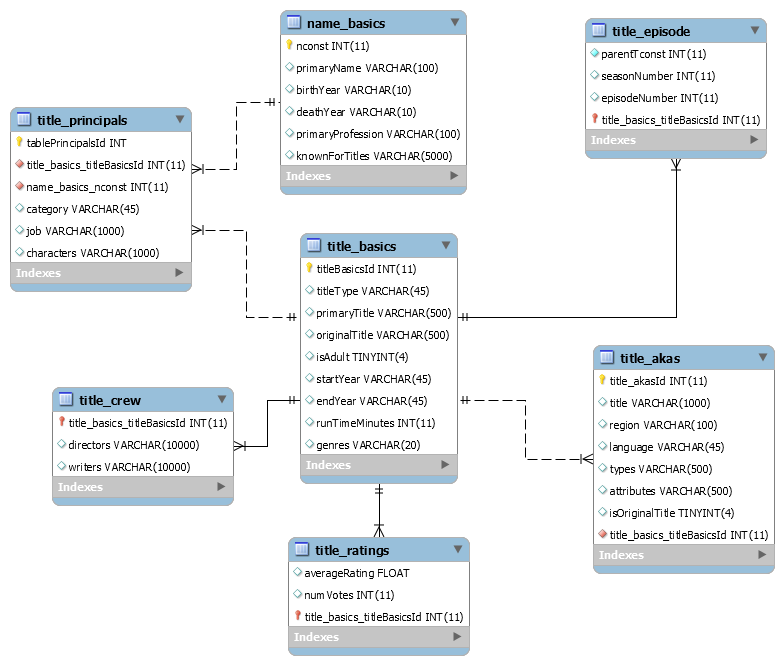 name_basics
nconst INT(11)
primaryName VARCHAR(100)
birthYear VARCHAR(10)
deathYear VARCHAR(10)
primaryProfession VARCHAR(100)
knownForTitles VARCHAR(5000)
Indexes
title_episode
parentTconst INT(11)
seasonNumber INT(11)
episodeNumber INT(11)
title_basics_titleBasicsId INT(11)
Indexes
title_principals
tablePrincipalsId INT
title_basics_titleBasicsId INT(11)
name_basics_nconst INT(11)
category VARCHAR(45)
job VARCHAR(1000)
characters VARCHAR(1000)
Indexes
title_basics
titleBasicsId INT(11)
titleType VARCHAR(45)
primaryTitle VARCHAR(500)
originalTitle VARCHAR(500)
isAdult TINYINT(4)
startYear VARCHAR(45)
endYear VARCHAR(45)
runTimeMinutes INT(11)
genres VARCHAR(20)
Indexes
title_akas
title_akasId INT(11)
title VARCHAR(1000)
region VARCHAR(100)
language VARCHAR(45)
types VARCHAR(500)
attributes VARCHAR(500)
isOriginalTitle TINYINT(4)
title_basics_titleBasicsId INT(11)
Indexes
title_crew
title_basics_titleBasicsId INT(11)
directors VARCHAR(10000)
writers VARCHAR(10000)
Indexes
title_ratings
averageRating FLOAT
numVotes INT(11)
title_basics_titleBasicsId INT(11)
Indexes